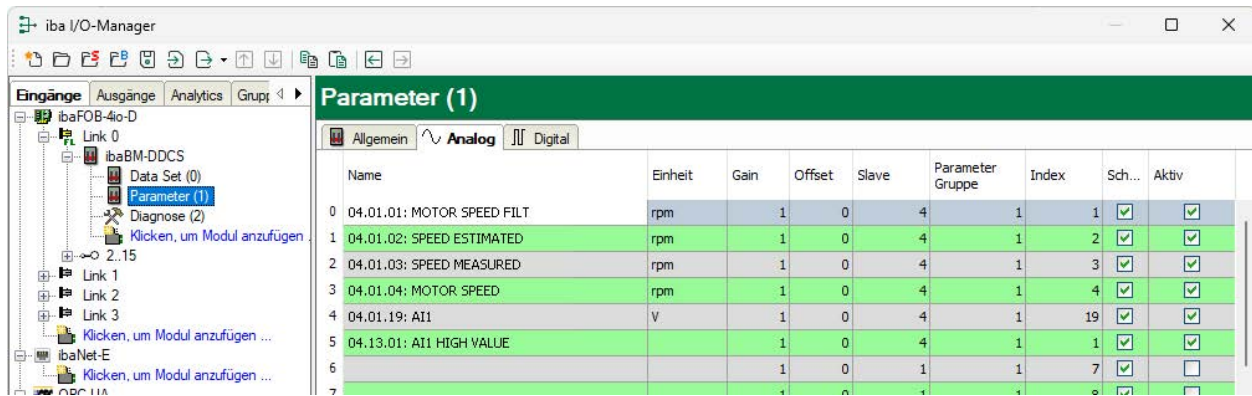 iba I/O-Manager
Eingänge Ausgänge Analytics
ibaFOB-4io-D
Link 0
ibaBM-DDCS
Data Set (0)
Parameter (1)
Diagnose (2)
Klicken, um Modul anzufügen
2..15
Link 1
Link 2
Link 3
Klicken, um Modul anzufügen ...
ibaNet-E
Klicken, um Modul anzufügen ...
Parameter (1)
Allgemein Analog Digital
Name Einheit Gain Offset Slave Parameter Gruppe Index Sch... Aktiv
0 04.01.01: MOTOR SPEED FILT rpm 1 0 4 1 1
1 04.01.02: SPEED ESTIMATED rpm 1 0 4 1 2
2 04.01.03: SPEED MEASURED rpm 1 0 4 1 3
3 04.01.04: MOTOR SPEED rpm 1 0 4 1 4
4 04.01.19: AI1 V 1 0 4 1 19
5 04.13.01: AI1 HIGH VALUE 1 0 4 1 1
6 1 0 1 1 7